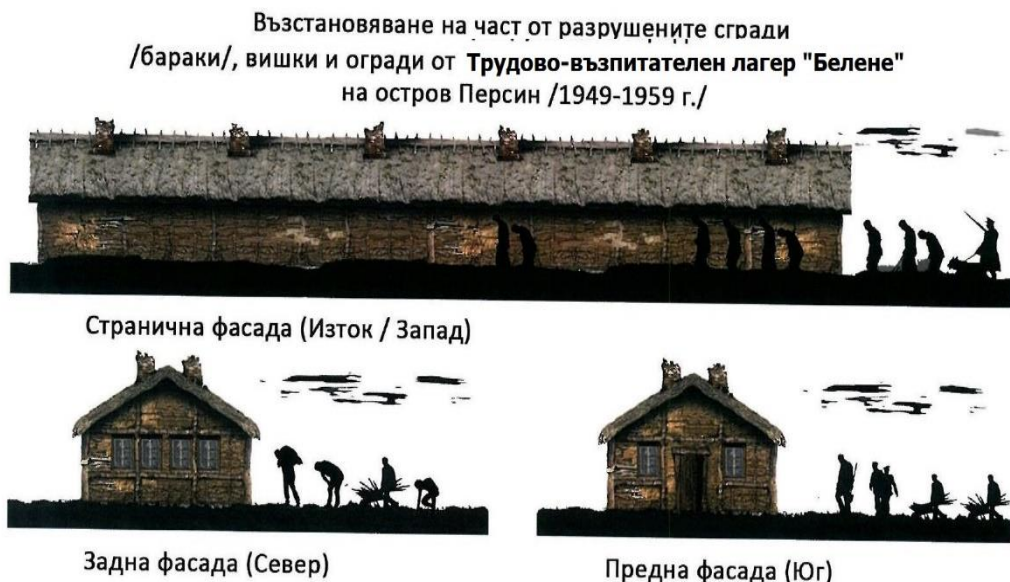 Възстановяване на част от разрушените сгради
/бараки/, вишки и огради от Трудово-възпитателен лагер "Белене"
на остров Персин /1949-1959 г./
Странична фасада (Изток / Запад)
Задна фасада (Север)
Предна фасада (Юг)